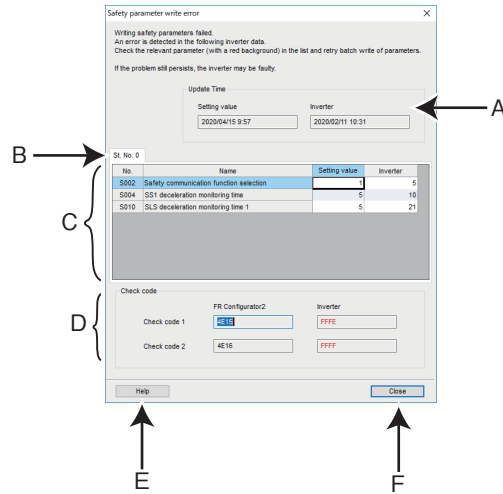 Safety parameter write error
Writing safety parameters failed.
An error is detected in the following inverter data.
Check the relevant parameter (with a red background) in the list and retry batch write of parameters.
If the problem still persists, the inverter may be faulty.
Update Time
Setting value Inverter
2020/04/15 9:57 2020/02/11 10:31
A
B
St. No. 0
No. Name Setting value Inverter
S002 Safety communication function selection 1 5
S004 SS1 deceleration monitoring time 5 10
S010 SLS deceleration monitoring time 1 5 21
C
Check code
FR Configurator2 Inverter
D
Check code 1 4E15 FFFE
Check code 2 4E16 FFFF
Help Close
E F